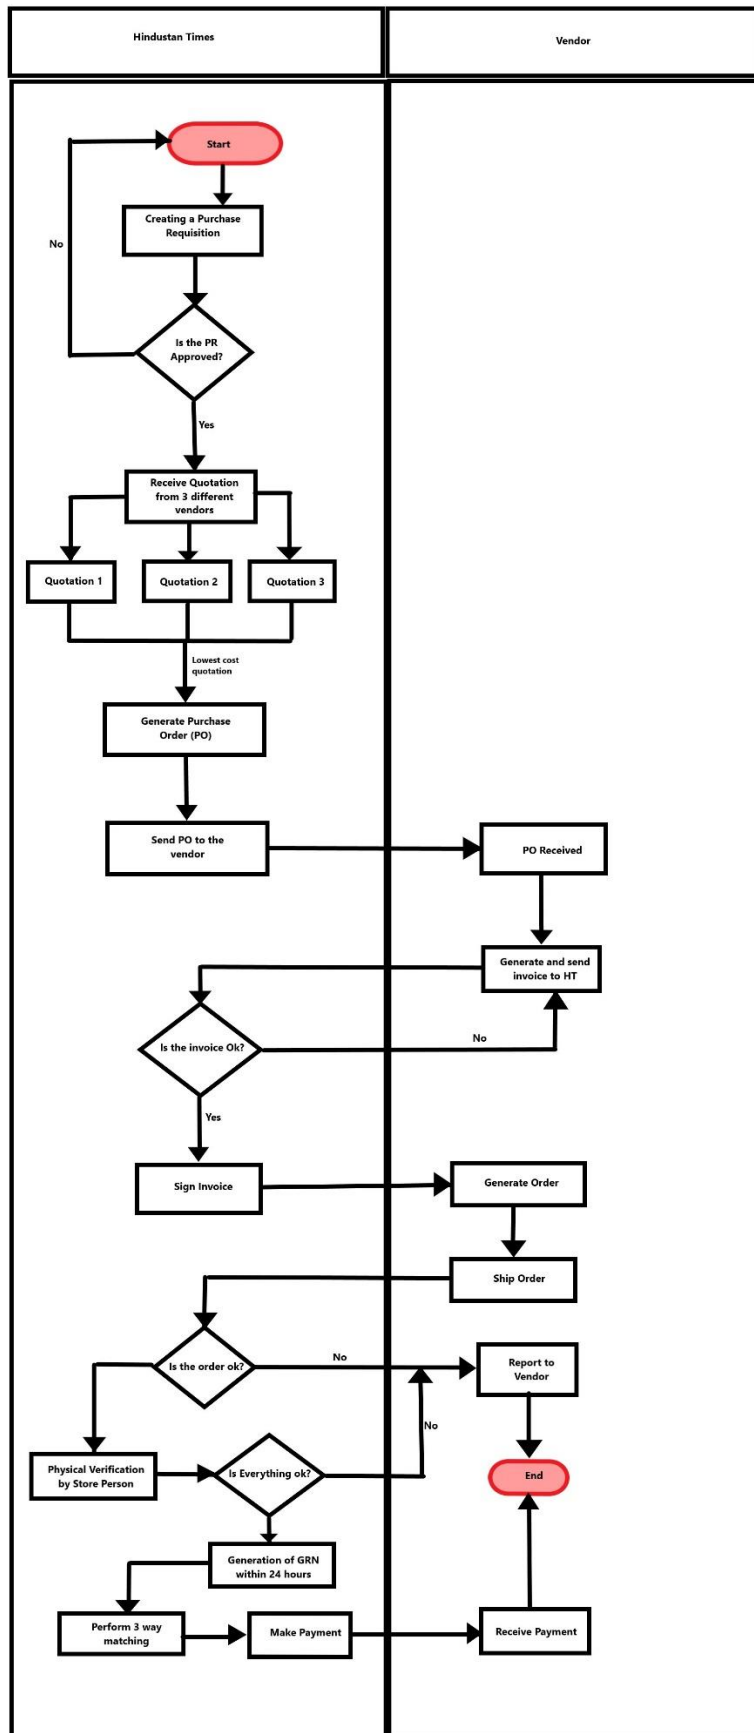 Hindustan Times
Vendor
Start
Creating a Purchase
Requisition
No
Is the PR
Approved?
Yes
Receive Quotation
from 3 different
vendors
Quotation 1
Quotation 2
Quotation 3
Lowest cost
quotation
Generate Purchase
Order (PO)
Send PO to the
vendor
PO Received
Generate and send
invoice to HT
Is the invoice Ok?
No
Yes
Sign Invoice
Generate Order
Ship Order
Is the order ok?
No
Report to
Vendor
No
Physical Verification
by Store Person
Is Everything ok?
End
Generation of GRN
within 24 hours
Perform 3 way
matching
Make Payment
Receive Payment